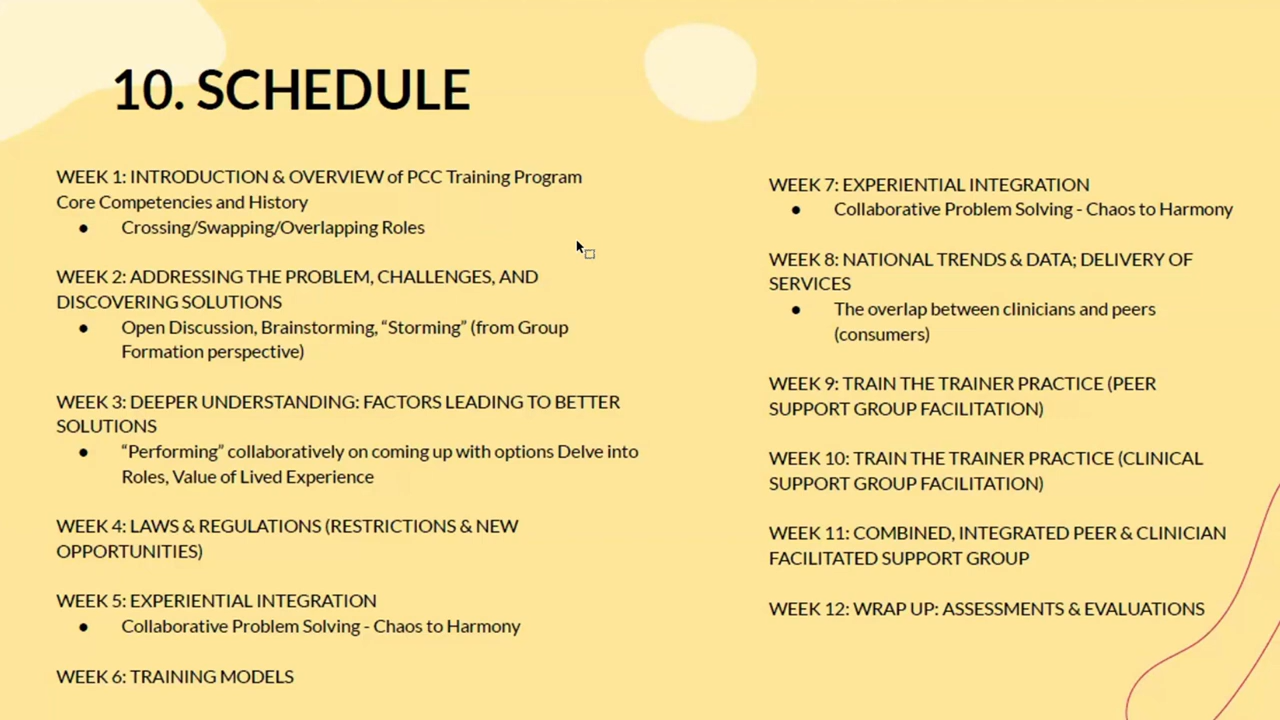 10. SCHEDULE
WEEK 1: INTRODUCTION & OVERVIEW of PCC Training Program
Core Competencies and History
● Crossing/Swapping/Overlapping Roles
WEEK 2: ADDRESSING THE PROBLEM, CHALLENGES, AND
DISCOVERING SOLUTIONS
● Open Discussion, Brainstorming, “Storming” (from Group
Formation perspective)
WEEK 3: DEEPER UNDERSTANDING: FACTORS LEADING TO BETTER
SOLUTIONS
● “Performing” collaboratively on coming up with options Delve into
Roles, Value of Lived Experience
WEEK 4: LAWS & REGULATIONS (RESTRICTIONS & NEW
OPPORTUNITIES)
WEEK 5: EXPERIENTIAL INTEGRATION
● Collaborative Problem Solving - Chaos to Harmony
WEEK 6: TRAINING MODELS
WEEK 7: EXPERIENTIAL INTEGRATION
● Collaborative Problem Solving - Chaos to Harmony
WEEK 8: NATIONAL TRENDS & DATA; DELIVERY OF
SERVICES
● The overlap between clinicians and peers
(consumers)
WEEK 9: TRAIN THE TRAINER PRACTICE (PEER
SUPPORT GROUP FACILITATION)
WEEK 10: TRAIN THE TRAINER PRACTICE (CLINICAL
SUPPORT GROUP FACILITATION)
WEEK 11: COMBINED, INTEGRATED PEER & CLINICIAN
FACILITATED SUPPORT GROUP
WEEK 12: WRAP UP: ASSESSMENTS & EVALUATIONS